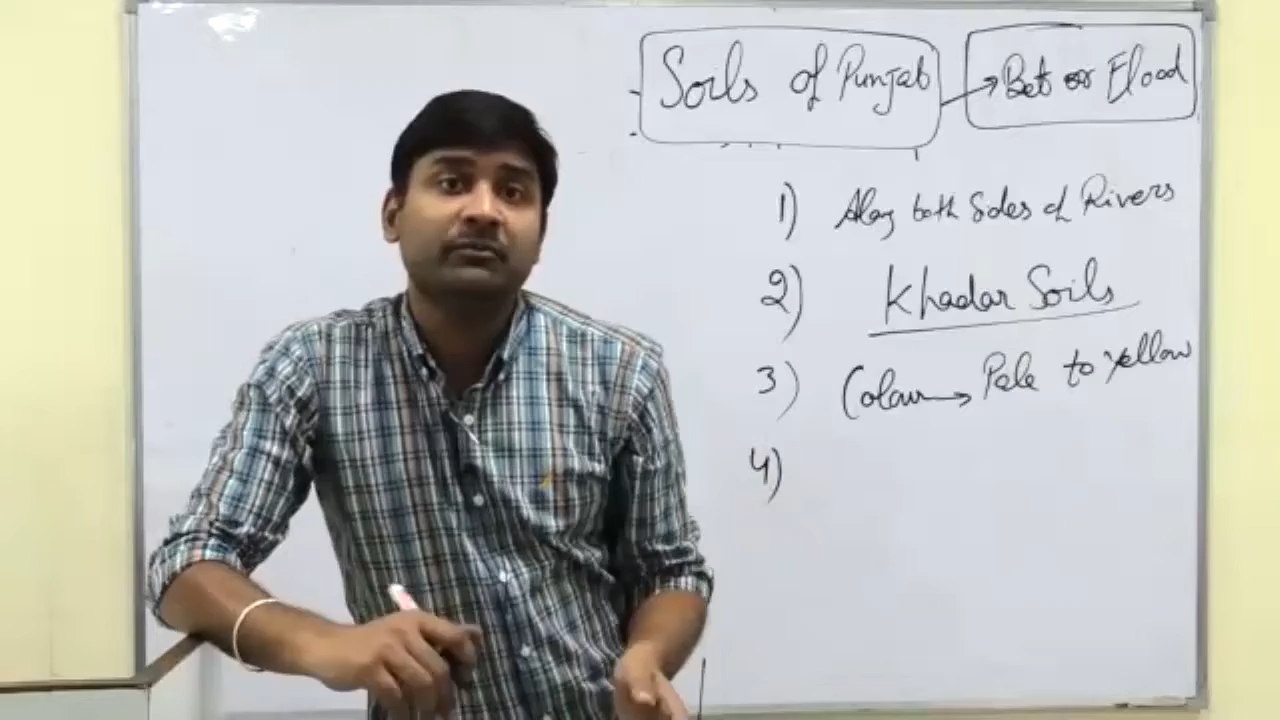 Soils of Punjab → Bet or Flood
1) Along both Sides of Rivers
2) Khadar Soils
3) Colour → Pale to yellow
4)